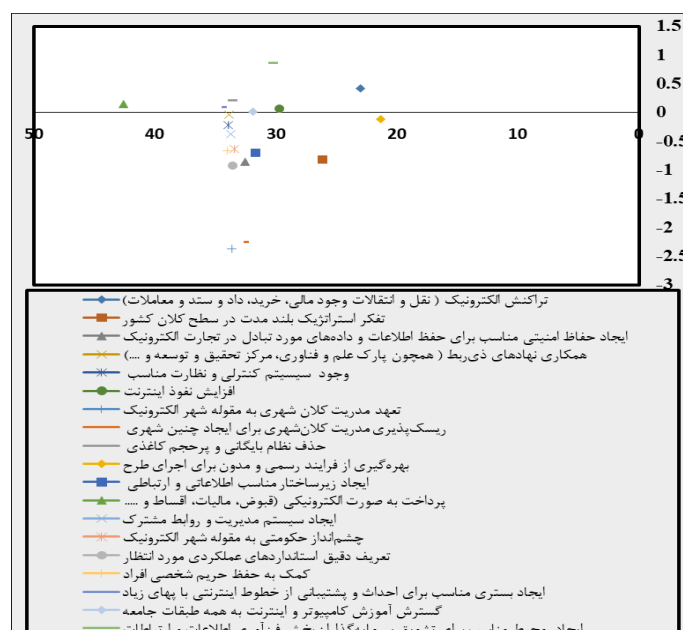 1.5
1
0.5
0
50 40 30 20 10 0
-0.5
-1
-1.5
-2
-2.5
-3
تراکنش الکترونیک ( نقل و انتقالات وجود مالی، خرید، داد و ستد و معاملات)
تفکر استراتژیک بلند مدت در سطح کلان کشور
ایجاد حفاظ امنیتی مناسب برای حفظ اطلاعات و داده‌های مورد تبادل در تجارت الکترونیک
همکاری نهادهای ذی‌ربط ( همچون پارک علم و فناوری، مرکز تحقیق و توسعه و ....)
وجود سیسیتم کنترلی و نظارت مناسب
افزایش نفوذ اینترنت
تعهد مدریت کلان شهری به مقوله شهر الکترونیک
ریسک‌پذیری مدریت کلان‌شهری برای ایجاد چنین شهری
حذف نظام بایگانی و پرحجم کاغذی
بهره‌گیری از فرایند رسمی و مدون برای اجرای طرح
ایجاد زیرساختار مناسب اطلاعاتی و ارتباطی
پرداخت به صورت الکترونیکی (قبوض، مالیات، اقساط و .....
ایجاد سیستم مدیریت و روابط مشترک
چشم‌انداز حکومتی به مقوله شهر الکترونیک
تعریف دقیق استانداردهای عملکردی مورد انتظار
کمک به حفظ حریم شخصی افراد
ایجاد بستری مناسب برای احداث و پشتیبانی از خطوط اینترنتی با پهای زیاد
گسترش آموزش کامپیوتر و اینترنت به همه طبقات جامعه